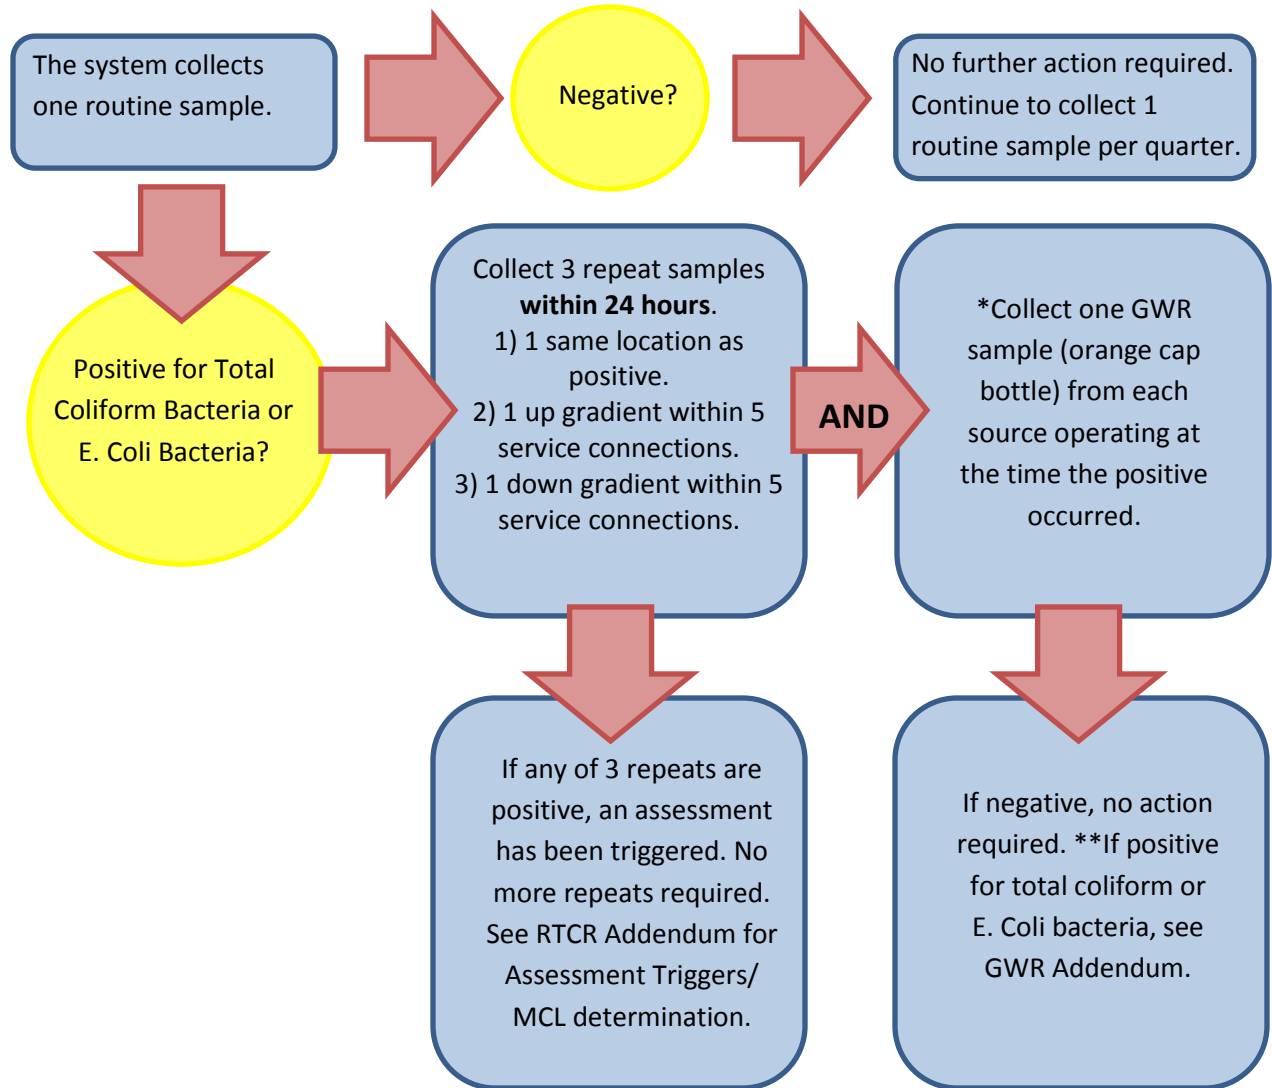 The system collects
one routine sample.
Negative?
No further action required.
Continue to collect 1
routine sample per quarter.
Positive for Total
Coliform Bacteria or
E. Coli Bacteria?
Collect 3 repeat samples
within 24 hours.
1) 1 same location as
positive.
2) 1 up gradient within 5
service connections.
3) 1 down gradient within 5
service connections.
AND
*Collect one GWR
sample (orange cap
bottle) from each
source operating at
the time the positive
occurred.
If any of 3 repeats are
positive, an assessment
has been triggered. No
more repeats required.
See RTCR Addendum for
Assessment Triggers/
MCL determination.
If negative, no action
required. **If positive
for total coliform or
E. Coli bacteria, see
GWR Addendum.